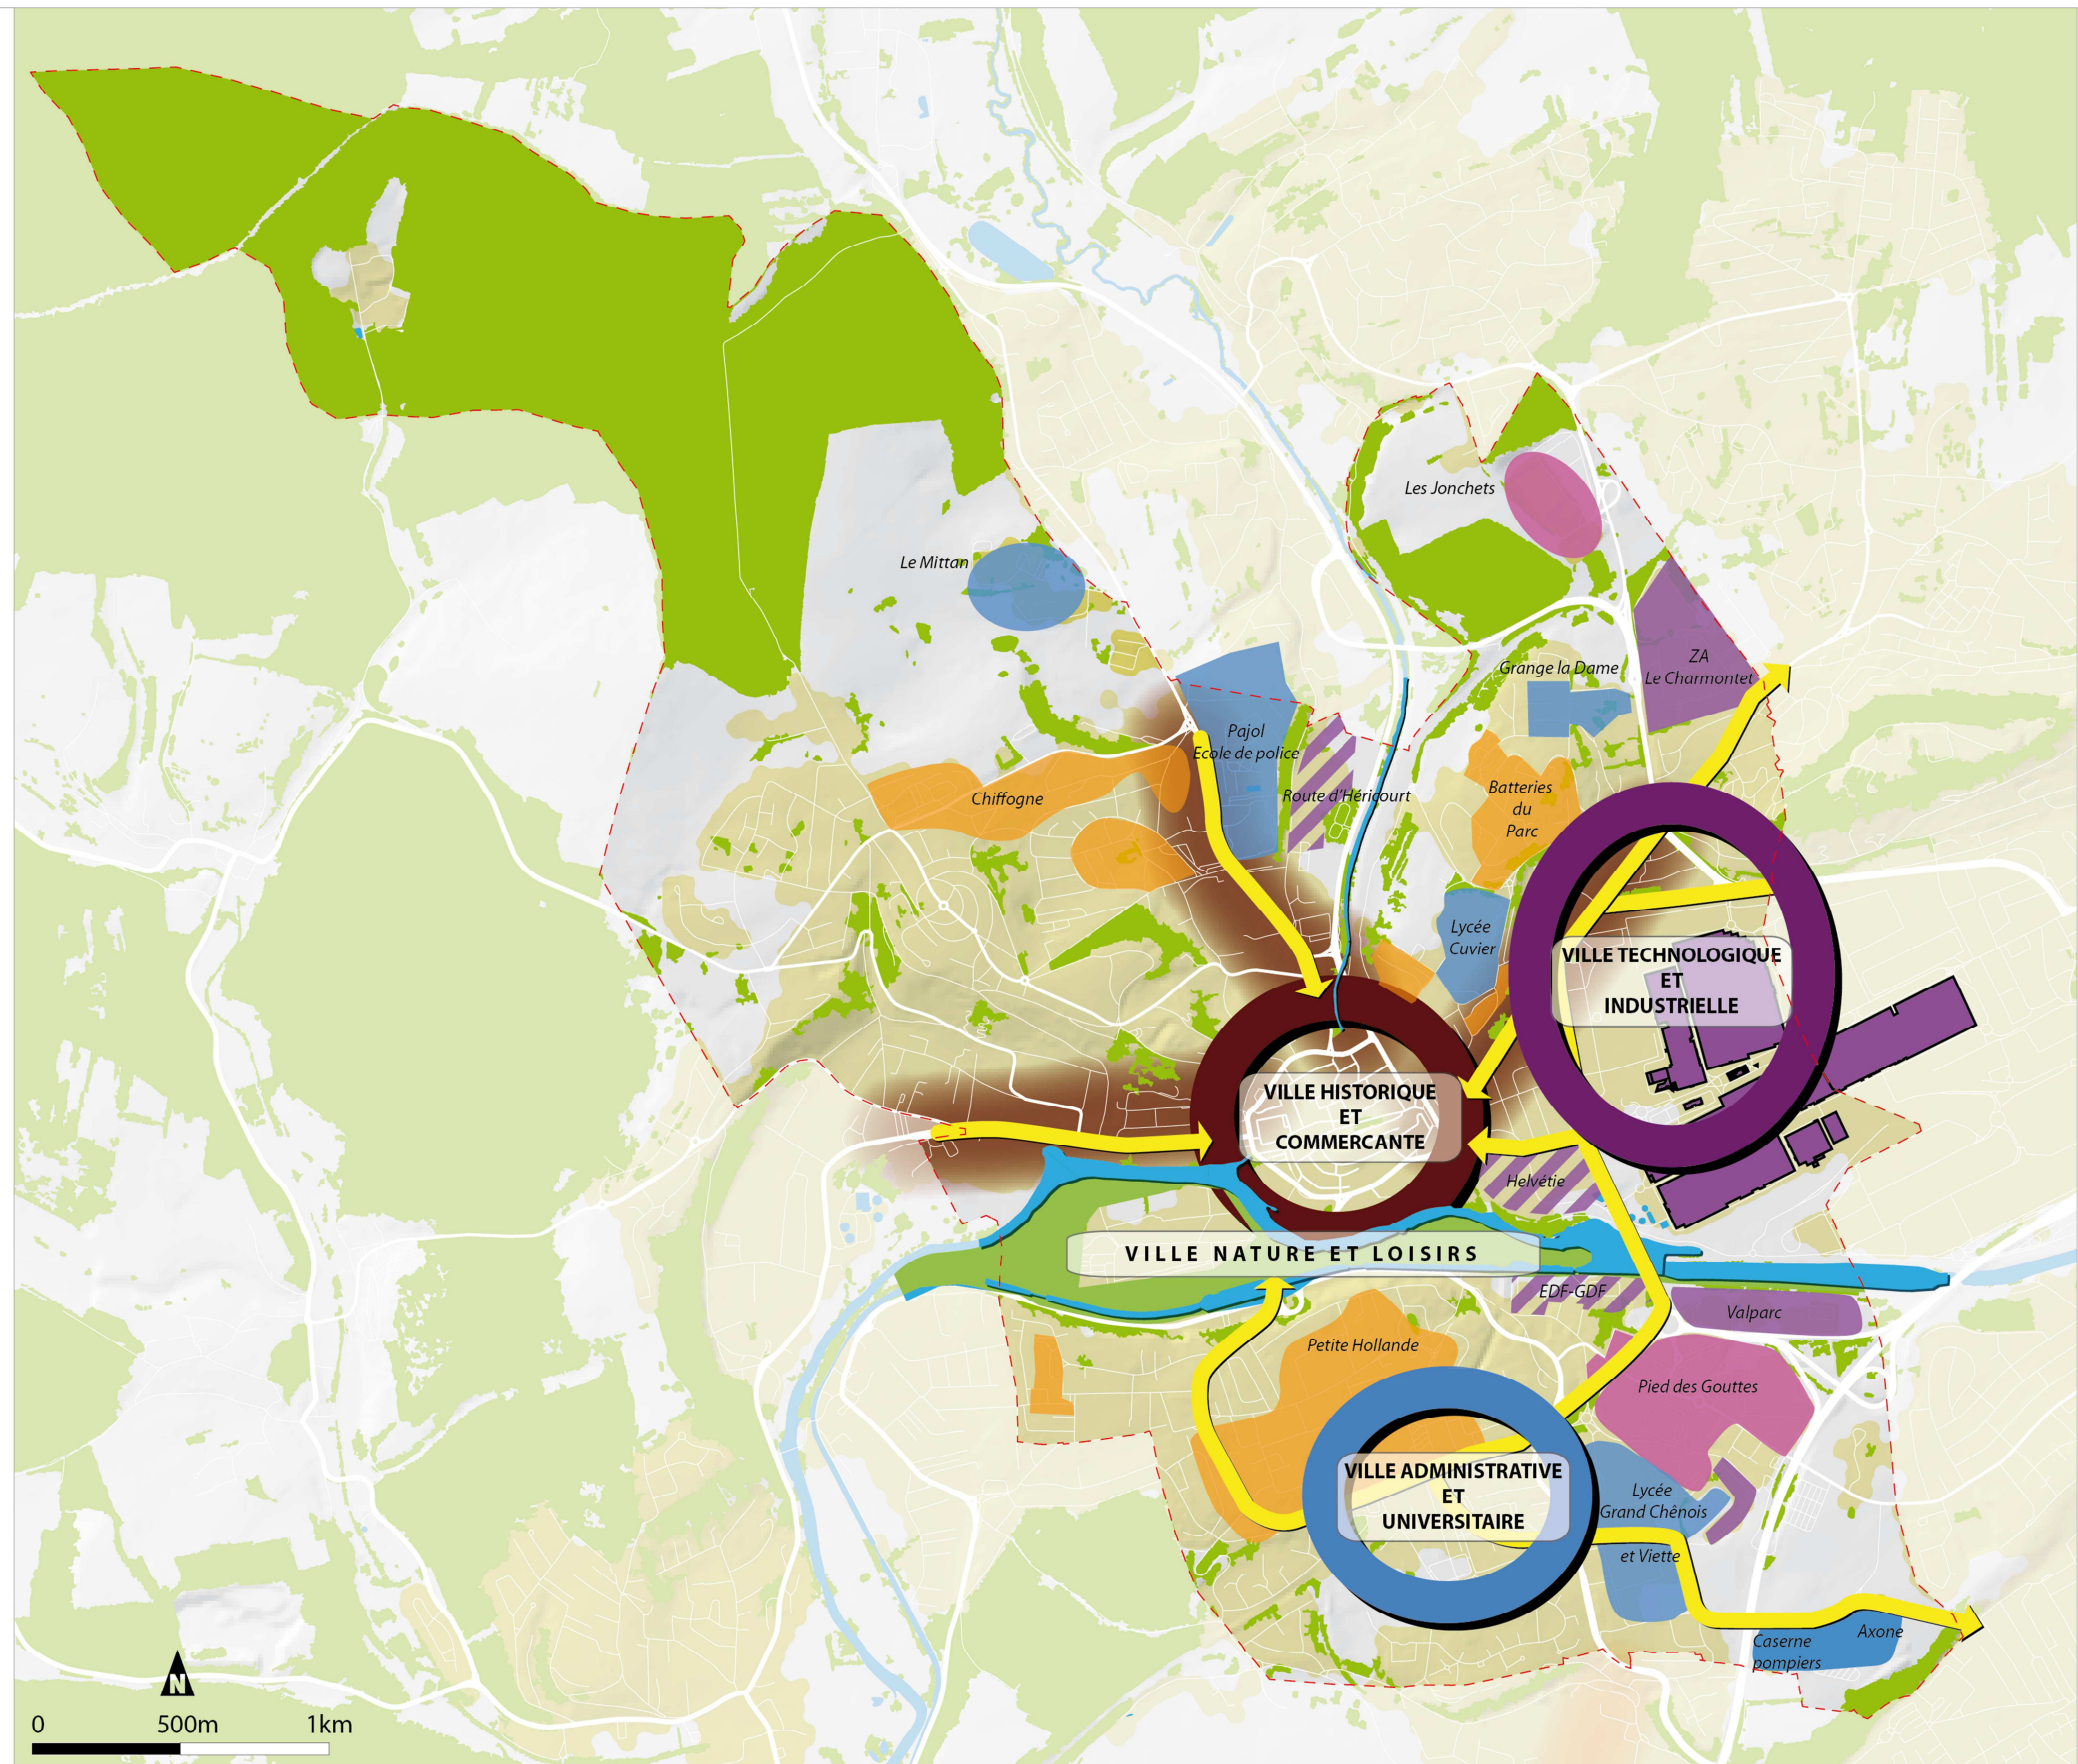 Les Jonchets
Le Mittan
ZA
Le Charmontet
Grange la Dame
Pajol
Ecole de police
Route d'Héricourt
Chiffogne
Batteries
du
Parc
Lycée
Cuvier
VILLE TECHNOLOGIQUE
ET
INDUSTRIELLE
VILLE HISTORIQUE
ET
COMMERCANTE
Helvétie
VILLE NATURE ET LOISIRS
EDF-GDF
Valparc
Petite Hollande
Pied des Gouttes
VILLE ADMINISTRATIVE
ET
UNIVERSITAIRE
Lycée
Grand Chênois
et Viette
Caserne
pompiers
Axone
N
0 500m 1km